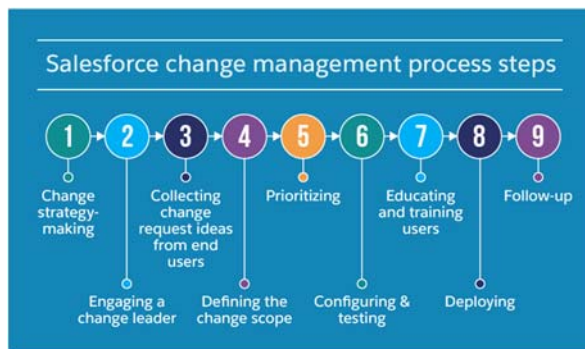 Salesforce change management process steps
1
2
3
4
5
6
7
8
9
Change
strategy-
making
Engaging a
change leader
Collecting
change
request ideas
from end
users
Defining the
change scope
Prioritizing
Configuring &
testing
Educating
and training
users
Deploying
Follow-up